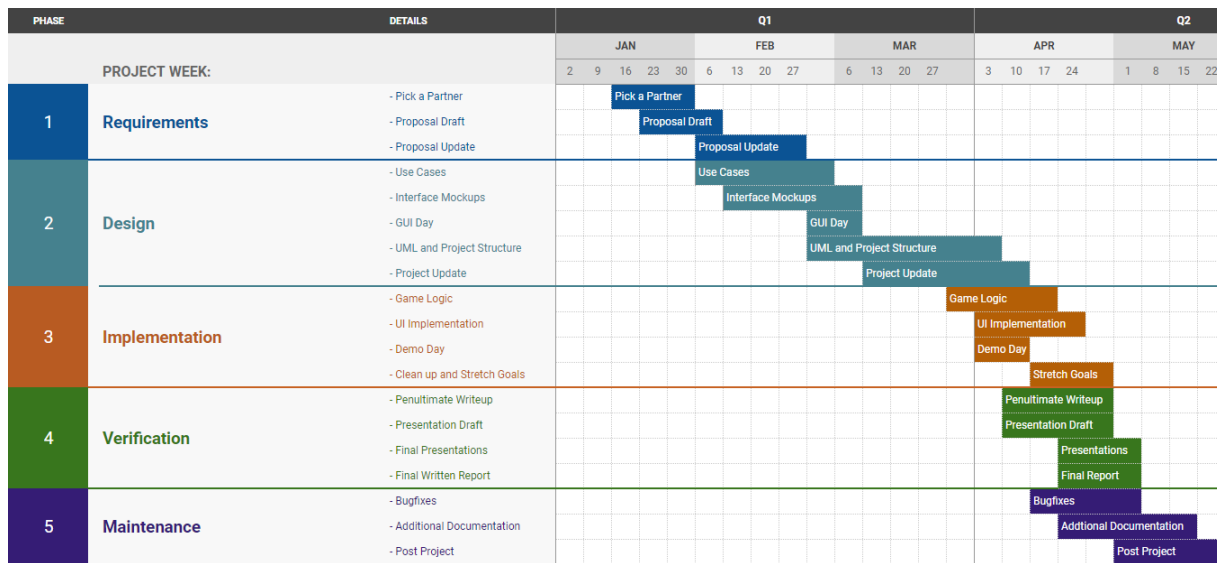 PHASE DETAILS Q1 Q2
JAN FEB MAR APR MAY
PROJECT WEEK: 2 9 16 23 30 6 13 20 27 6 13 20 27 3 10 17 24 1 8 15 22
- Pick a Partner Pick a Partner
1 Requirements - Proposal Draft Proposal Draft
- Proposal Update Proposal Update
- Use Cases Use Cases
- Interface Mockups Interface Mockups
2 Design - GUI Day GUI Day
- UML and Project Structure UML and Project Structure
- Project Update Project Update
- Game Logic Game Logic
3 Implementation - UI Implementation UI Implementation
- Demo Day Demo Day
- Clean up and Stretch Goals Stretch Goals
- Penultimate Writeup Penultimate Writeup
4 Verification - Presentation Draft Presentation Draft
- Final Presentations Presentations
- Final Written Report Final Report
- Bugfixes Bugfixes
5 Maintenance - Additional Documentation Addtional Documentation
- Post Project Post Project